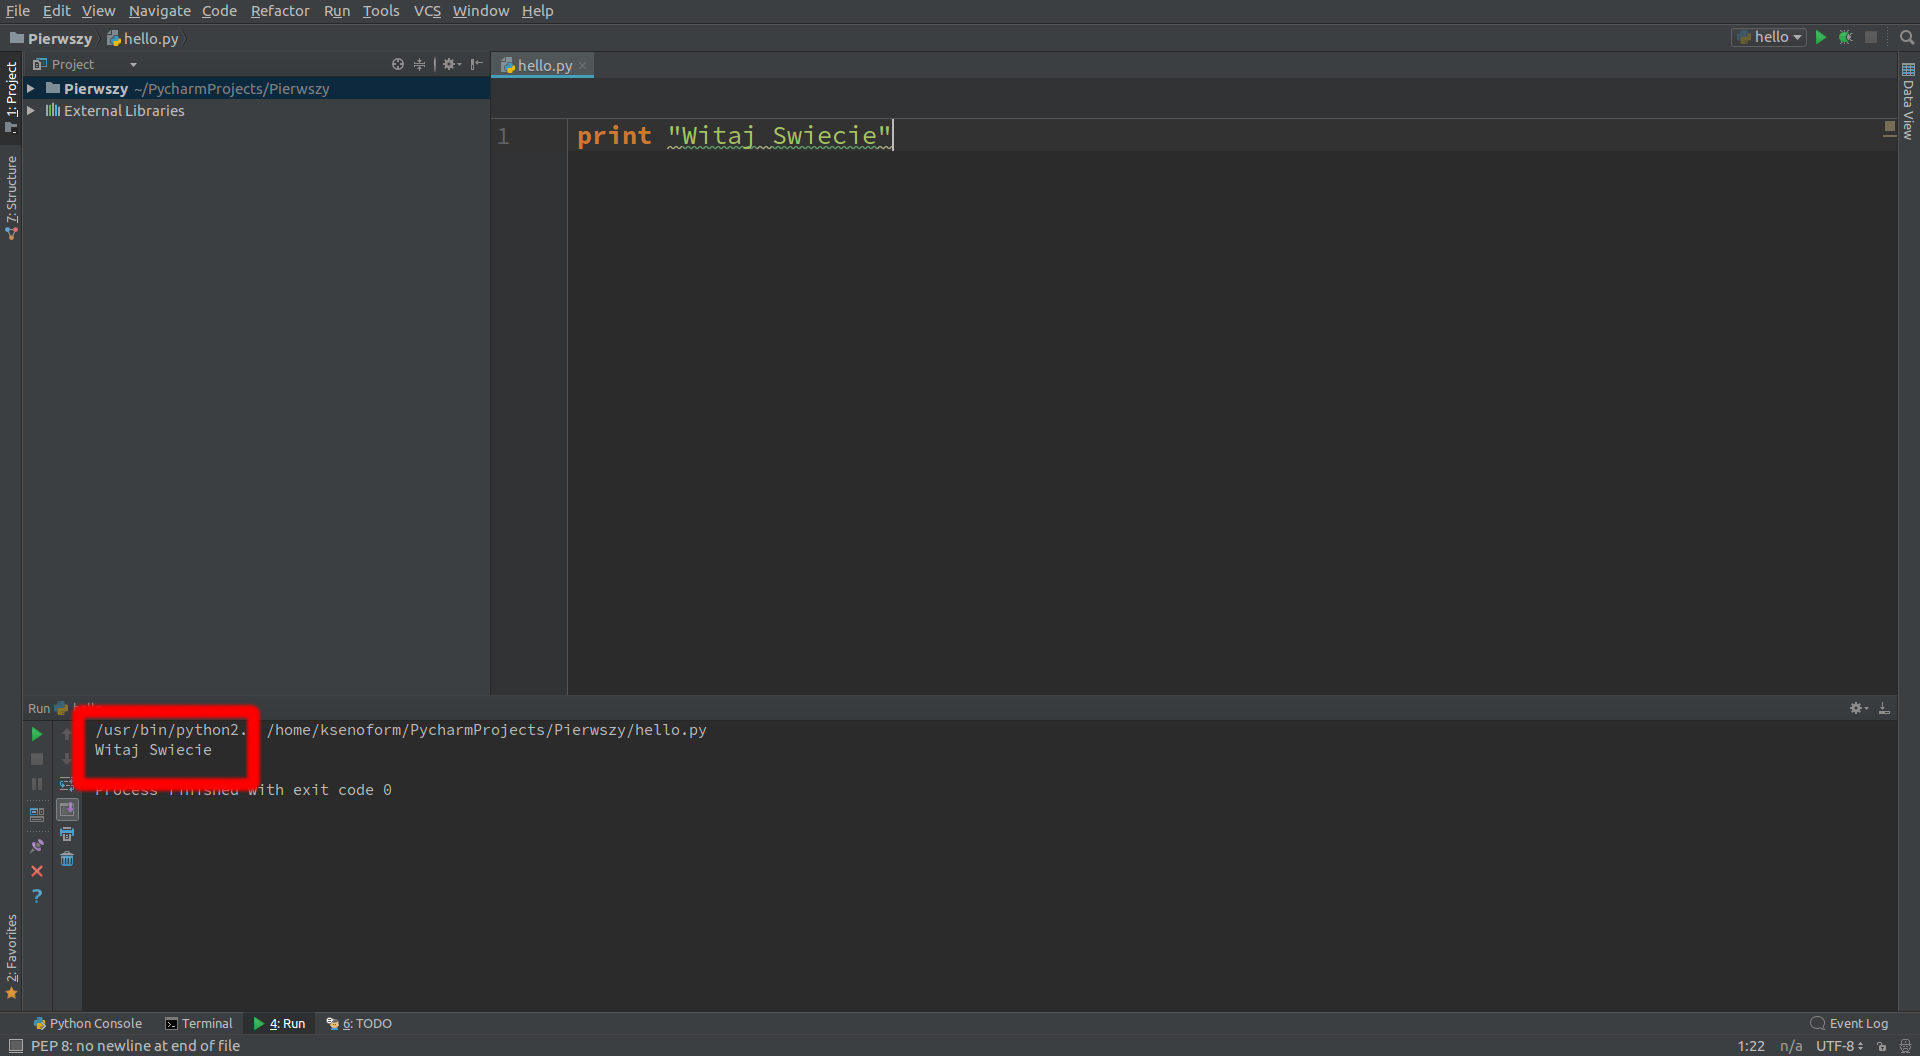 File Edit View Navigate Code Refactor Run Tools VCS Window Help
Pierwszy hello.py hello
1: Project
7: Structure
2: Favorites
Project
Pierwszy ~/PycharmProjects/Pierwszy
External Libraries
hello.py
1 print "Witaj Swiecie"
Data View
Run hello
/usr/bin/python2. /home/ksenoform/PycharmProjects/Pierwszy/hello.py
Witaj Swiecie
Process finished with exit code 0
Python Console Terminal 4: Run 6: TODO Event Log
PEP 8: no newline at end of file 1:22 n/a UTF-8